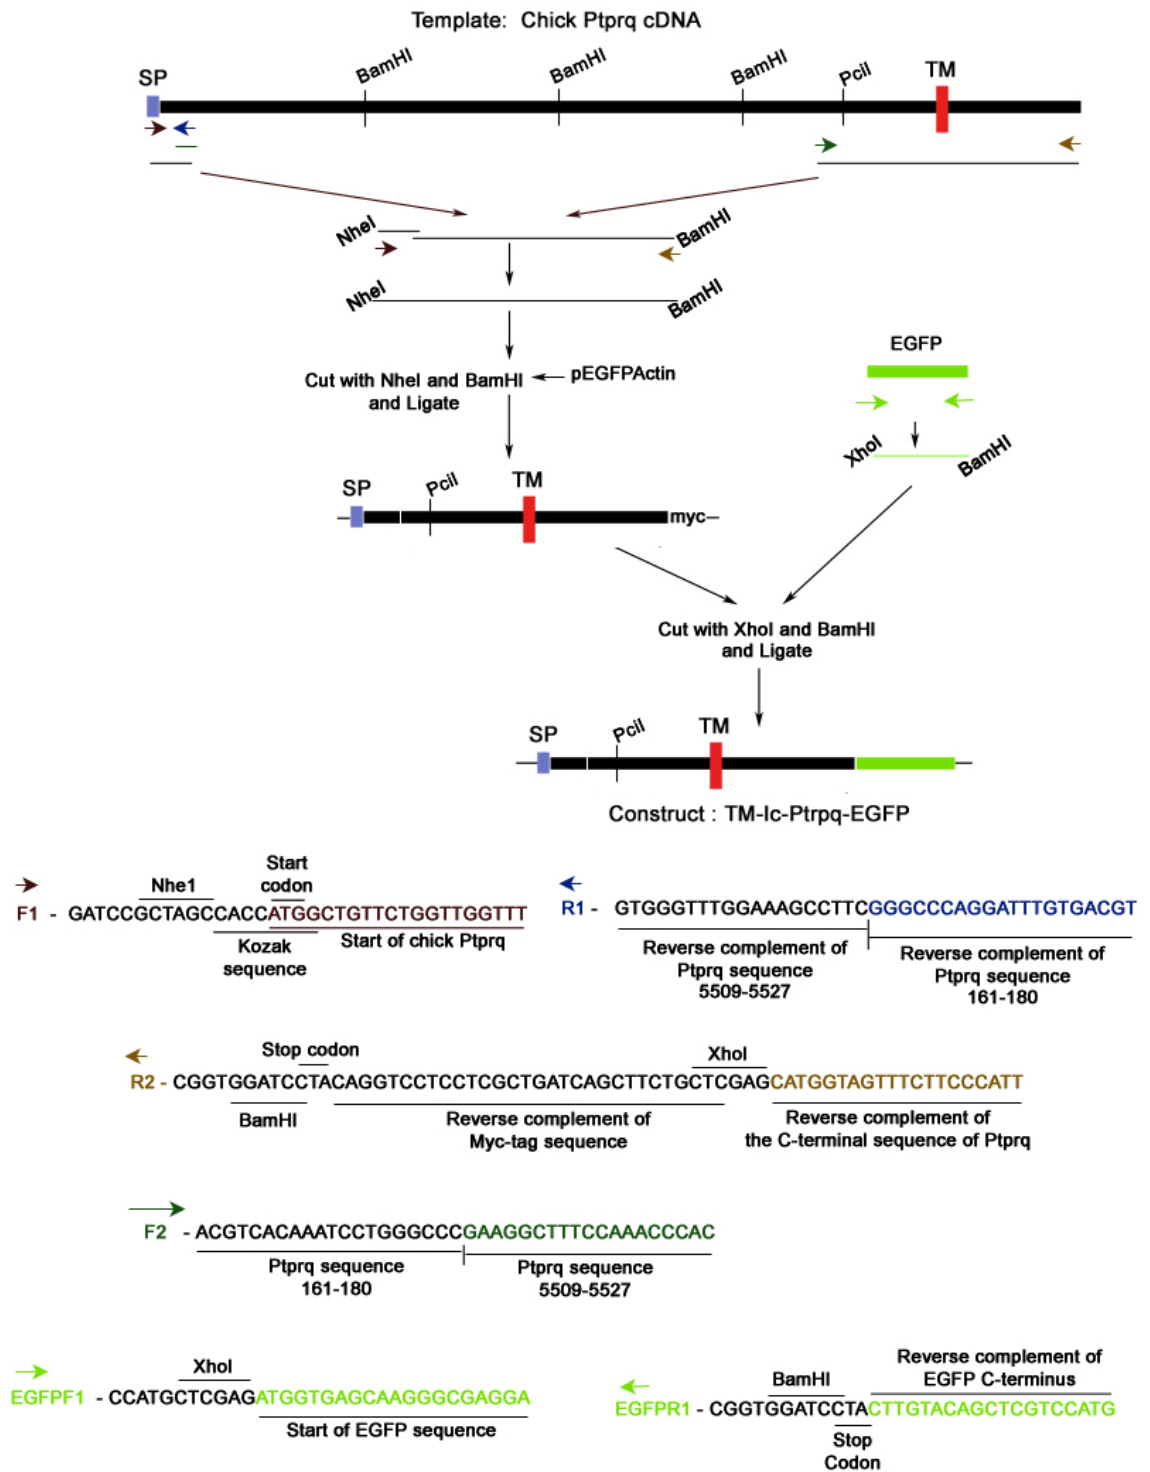 Template: Chick Ptprq cDNA
SP
BamHI
BamHI
BamHI
PciI
TM
NheI
BamHI
NheI
BamHI
Cut with NheI and BamHI
and Ligate
pEGFPActin
EGFP
XhoI
BamHI
SP
PciI
TM
myc
Cut with XhoI and BamHI
and Ligate
SP
PciI
TM
Construct : TM-Ic-Ptrpq-EGFP
Nhe1
Start
codon
F1 - GATCCGCTAGCCACCATGGCTGTTCTGGTTGGTTT
Kozak
sequence
Start of chick Ptprq
R1 - GTGGGTTTGGAAAGCCTTCGGGCCCAGGATTTGTGACGT
Reverse complement of
Ptprq sequence
5509-5527
Reverse complement of
Ptprq sequence
161-180
Stop codon
XhoI
R2 - CGGTGGATCCTACAGGTCCTCCTCGCTGATCAGCTTCTGCTCGAGCATGGTAGTTTCTTCCCATT
BamHI
Reverse complement of
Myc-tag sequence
Reverse complement of
the C-terminal sequence of Ptprq
F2 - ACGTCACAAATCCTGGGCCCGAAGGCTTTCCAAACCCAC
Ptprq sequence
161-180
Ptprq sequence
5509-5527
XhoI
EGFPF1 - CCATGCTCGAGATGGTGAGCAAGGGCGAGGA
Start of EGFP sequence
BamHI
Reverse complement of
EGFP C-terminus
EGFPR1 - CGGTGGATCCTACTTGTACAGCTCGTCCATG
Stop
Codon